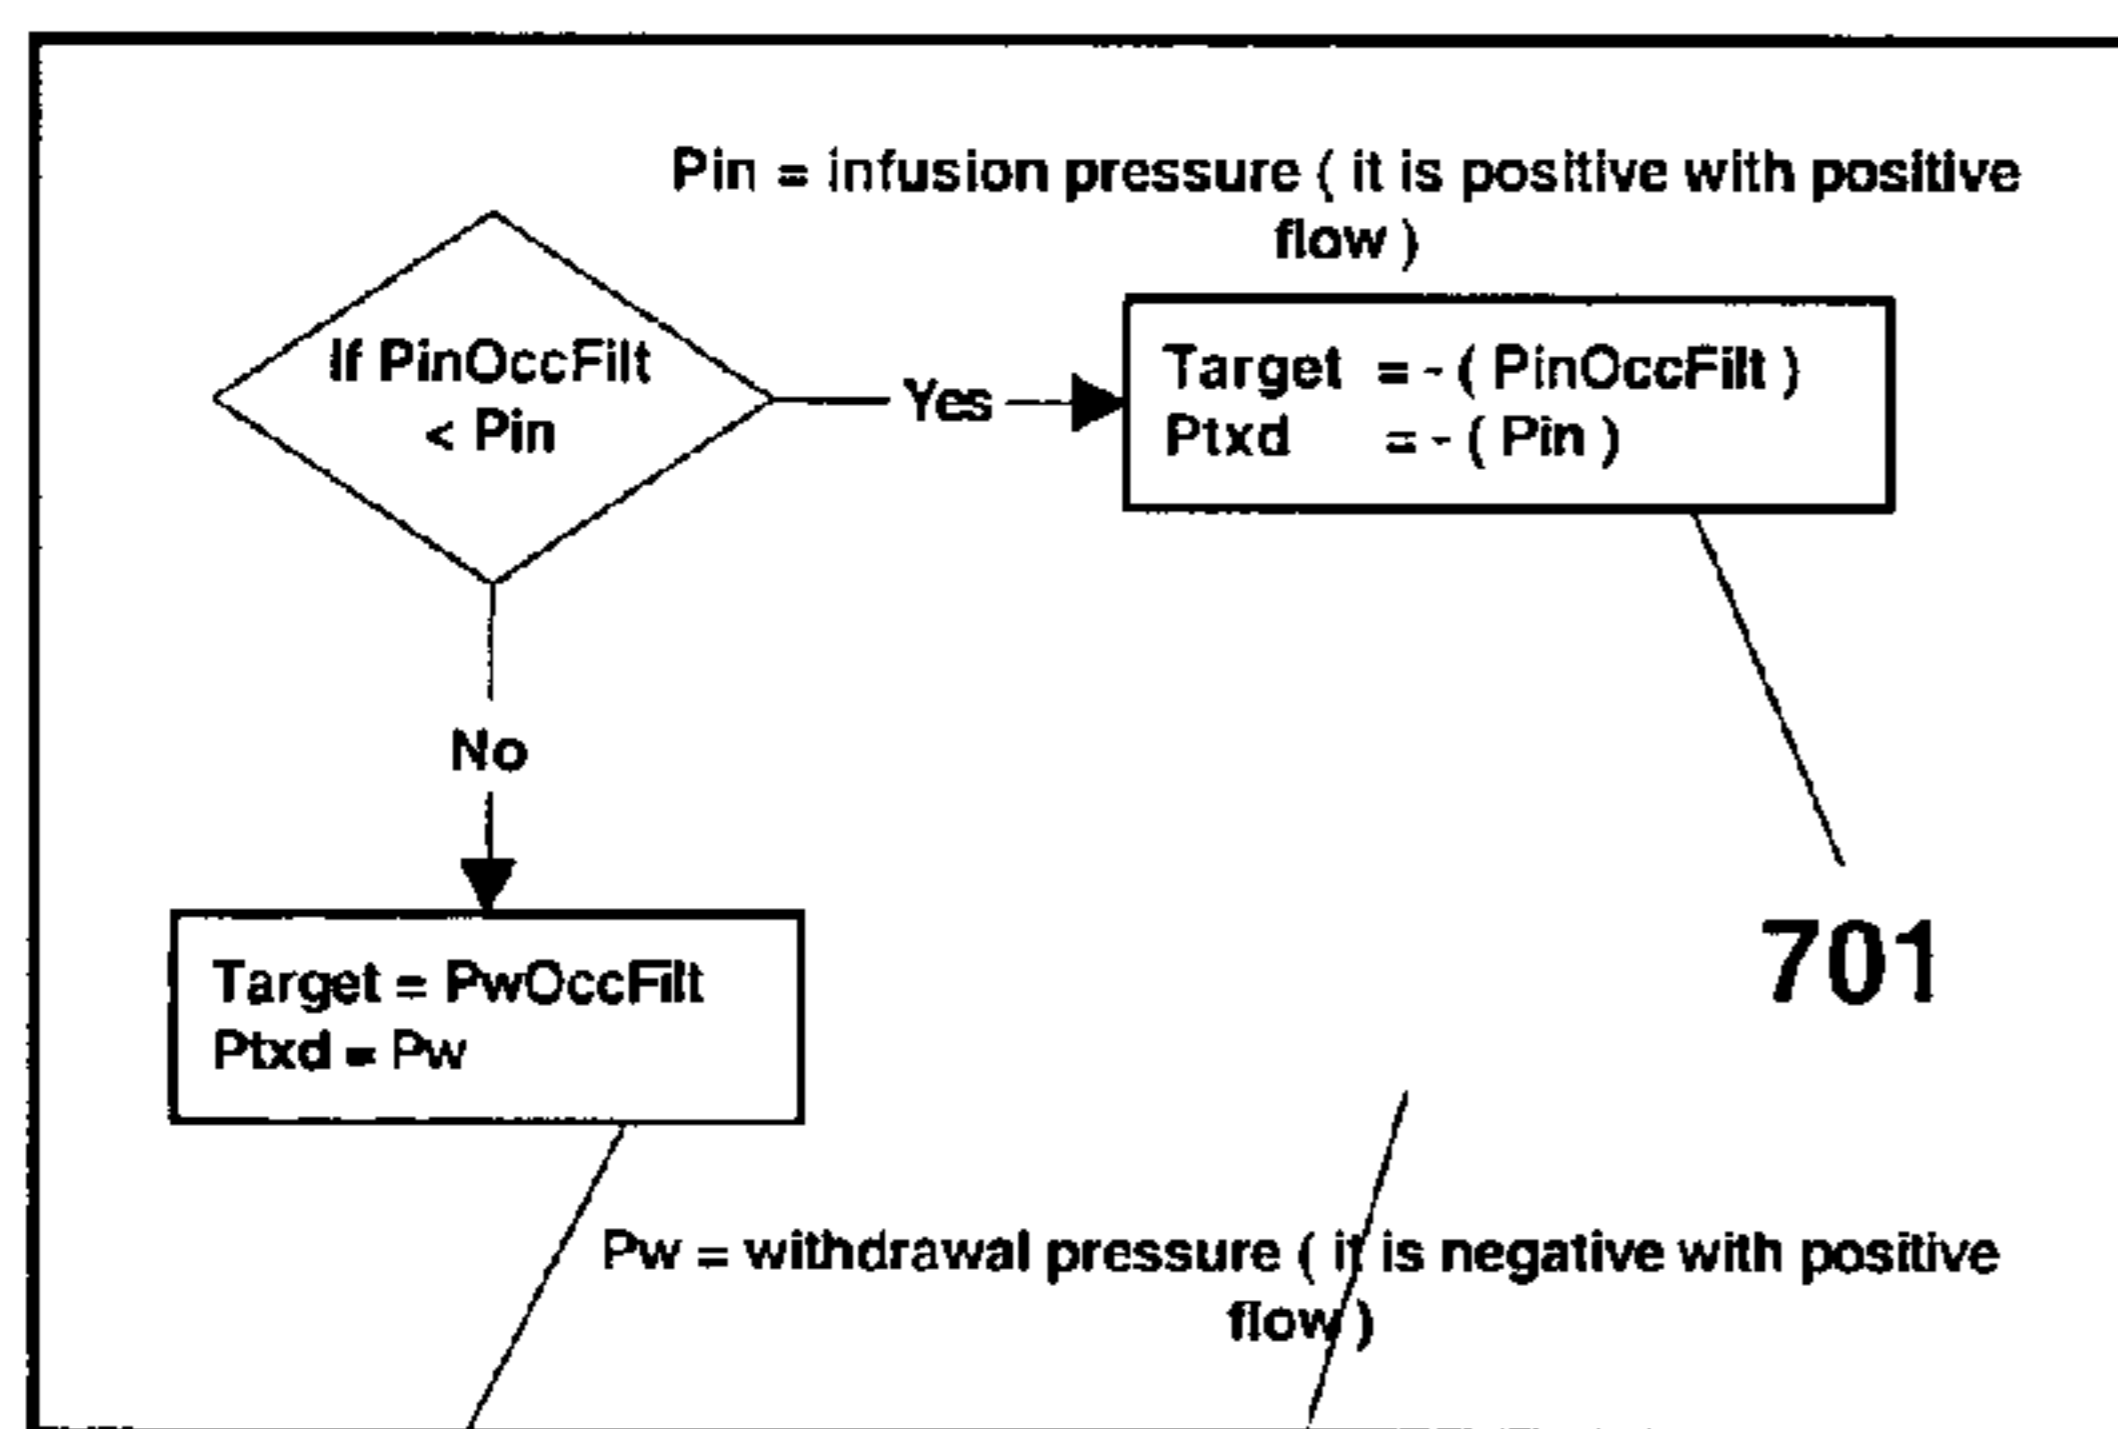 Pin = infusion pressure ( it is positive with positive
flow )
If PinOccFilt
< Pin
Yes
Target = - ( PinOccFilt )
Ptxd = - ( Pin )
No
701
Target = PwOccFilt
Ptxd = Pw
Pw = withdrawal pressure ( it is negative with positive
flow )